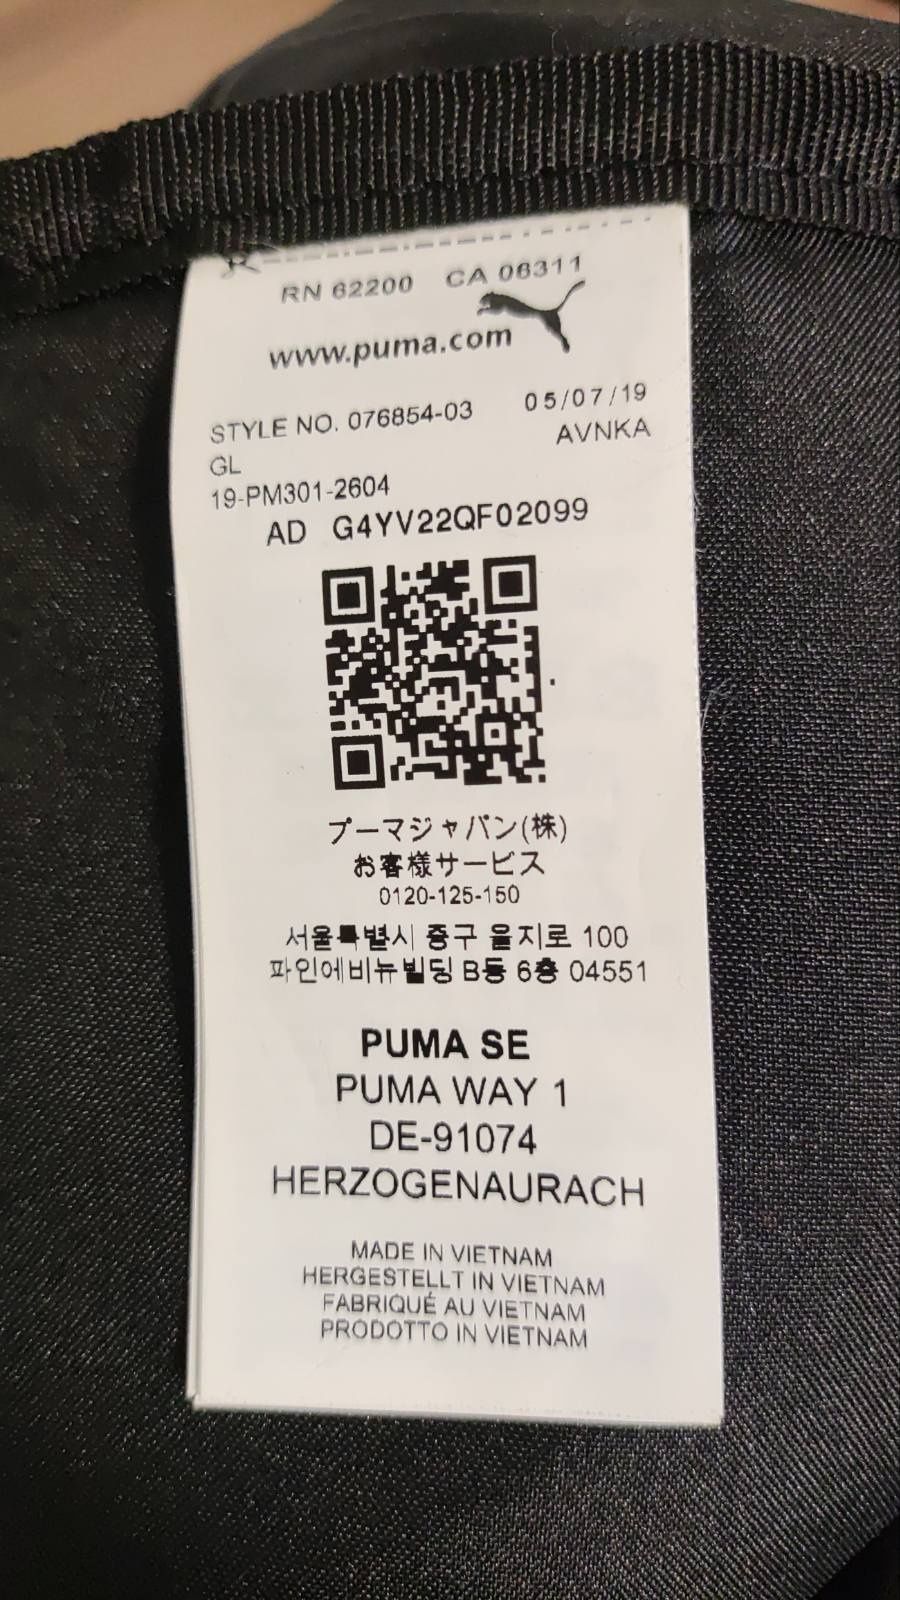 RN 62200 CA 06311
www.puma.com
STYLE NO. 076854-03 05/07/19
GL AVNKA
19-PM301-2604
AD G4YV22QF02099
プーマジャパン(株)
お客様サービス
0120-125-150
서울특별시 중구 을지로 100
파인에비뉴빌딩 B동 6층 04551
PUMA SE
PUMA WAY 1
DE-91074
HERZOGENAURACH
MADE IN VIETNAM
HERGESTELLT IN VIETNAM
FABRIQUÉ AU VIETNAM
PRODOTTO IN VIETNAM